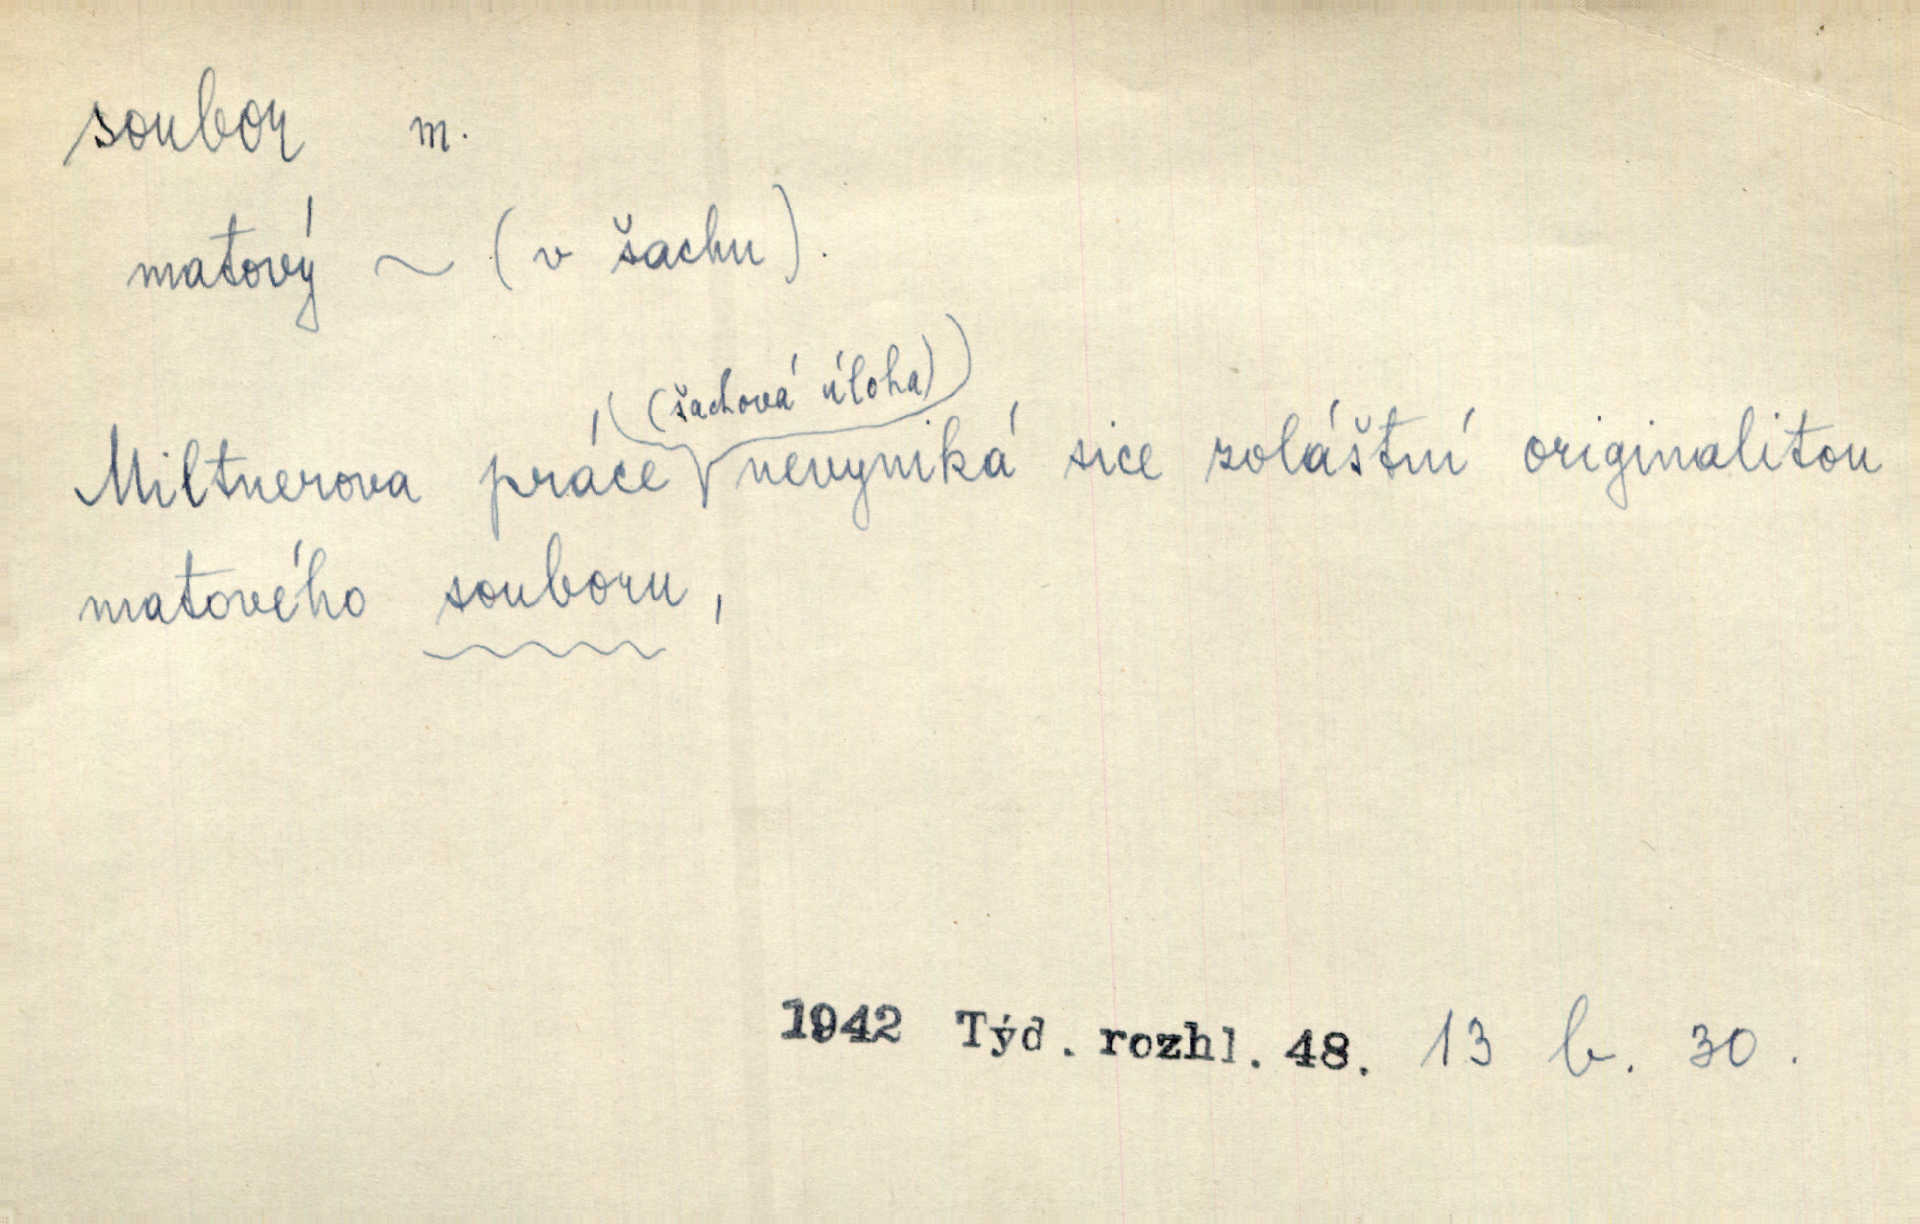 soubor m.
matový ~ (v šachu).
(šachová úloha)
Miltnerova práce nevyniká sice zvláštní originalitou
matového souboru,
1942 Týd. rozhl. 48. 13 b. 30.